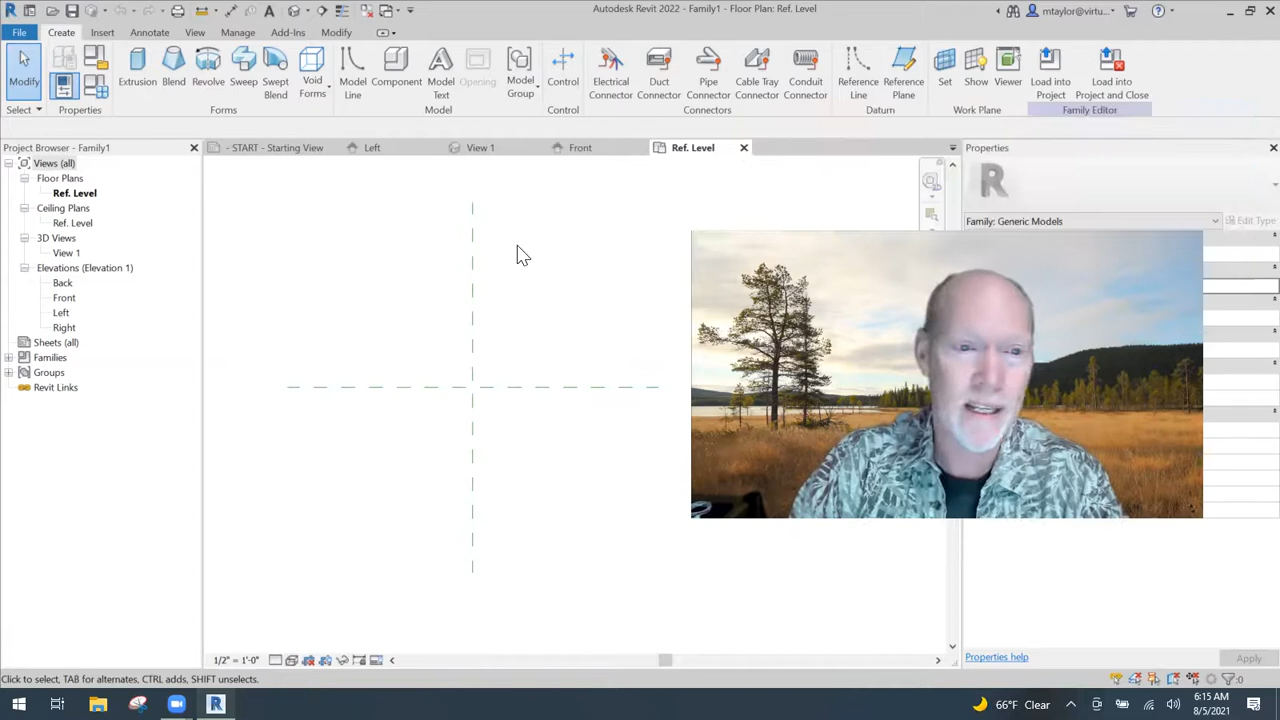 Autodesk Revit 2022 - Family1 - Floor Plan: Ref. Level
mtaylor@virtu...
File Create Insert Annotate View Manage Add-Ins Modify
Modify Extrusion Blend Revolve Sweep Swept Blend Void Forms Model Line Component Model Text Opening Model Group Control Electrical Connector Duct Connector Pipe Connector Cable Tray Connector Conduit Connector Reference Line Reference Plane Set Show Viewer Load into Project Load into Project and Close
Select Properties Forms Model Control Connectors Datum Work Plane Family Editor
Project Browser - Family1
- START - Starting View Left View 1 Front Ref. Level
Properties
Views (all)
Floor Plans
Ref. Level
Ceiling Plans
Ref. Level
3D Views
View 1
Elevations (Elevation 1)
Back
Front
Left
Right
Sheets (all)
Families
Groups
Revit Links
R
Family: Generic Models Edit Type
1/2" = 1'-0"
Properties help Apply
Click to select, TAB for alternates, CTRL adds, SHIFT unselects.
:0
66°F Clear
6:15 AM
8/5/2021